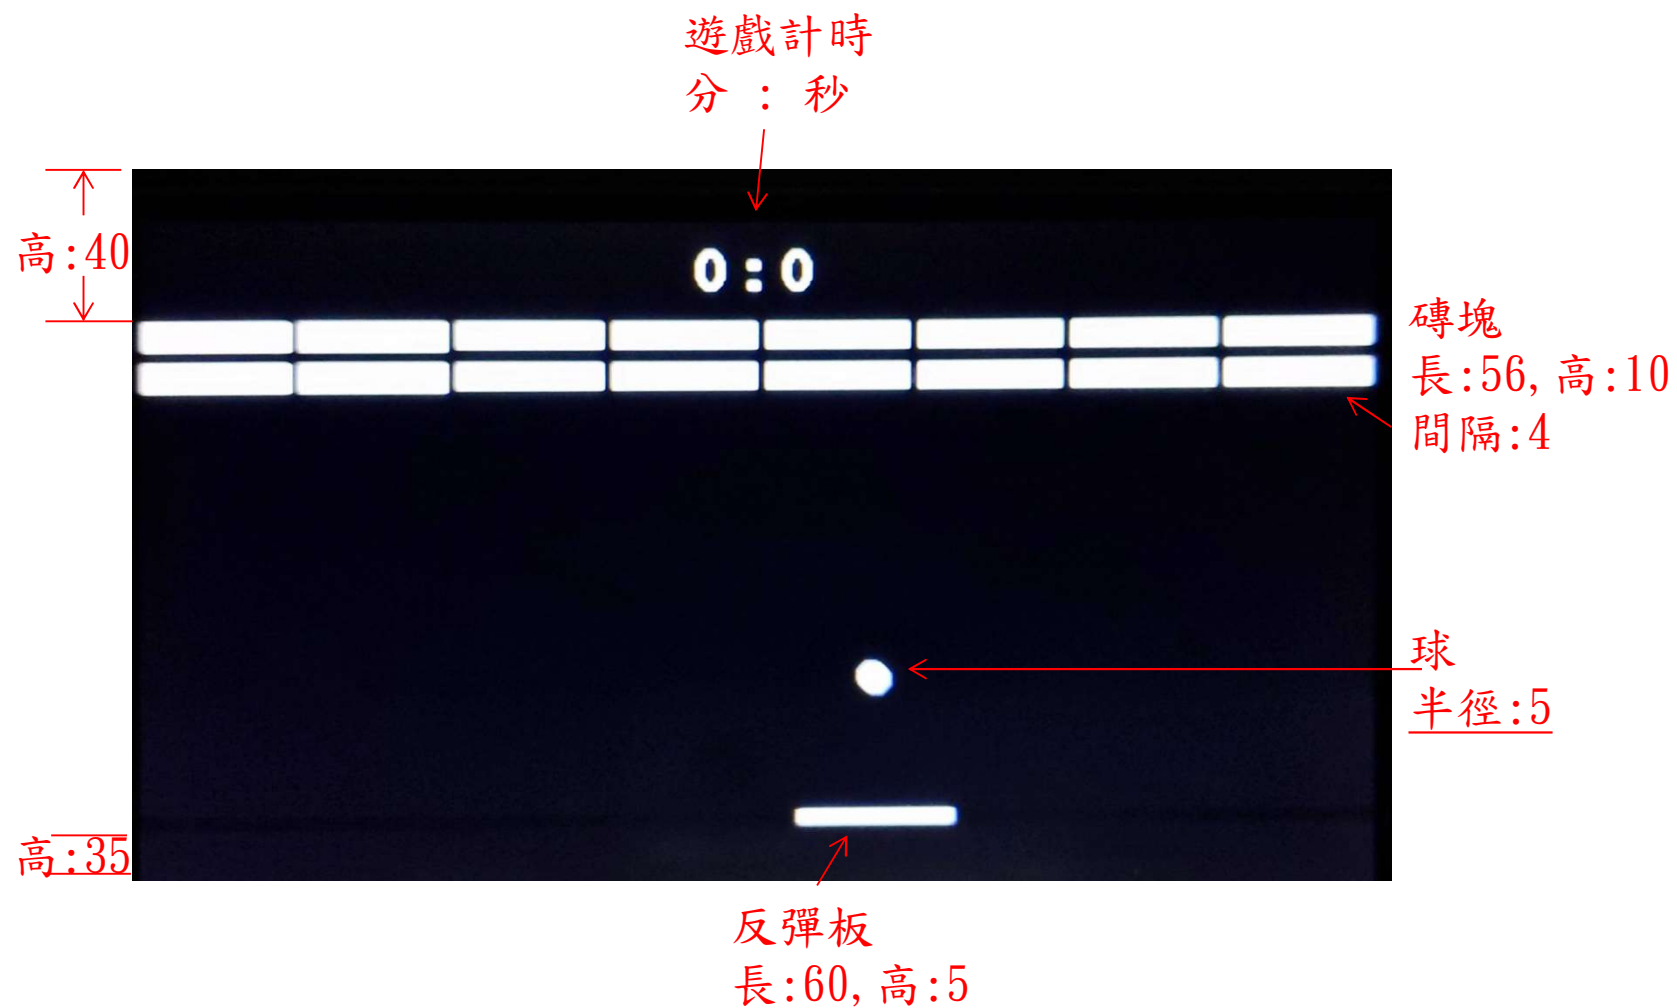 遊戲計時
分 : 秒
高:40
0:0
磚塊
長:56,高:10
間隔:4
球
半徑:5
高:35
反彈板
長:60,高:5